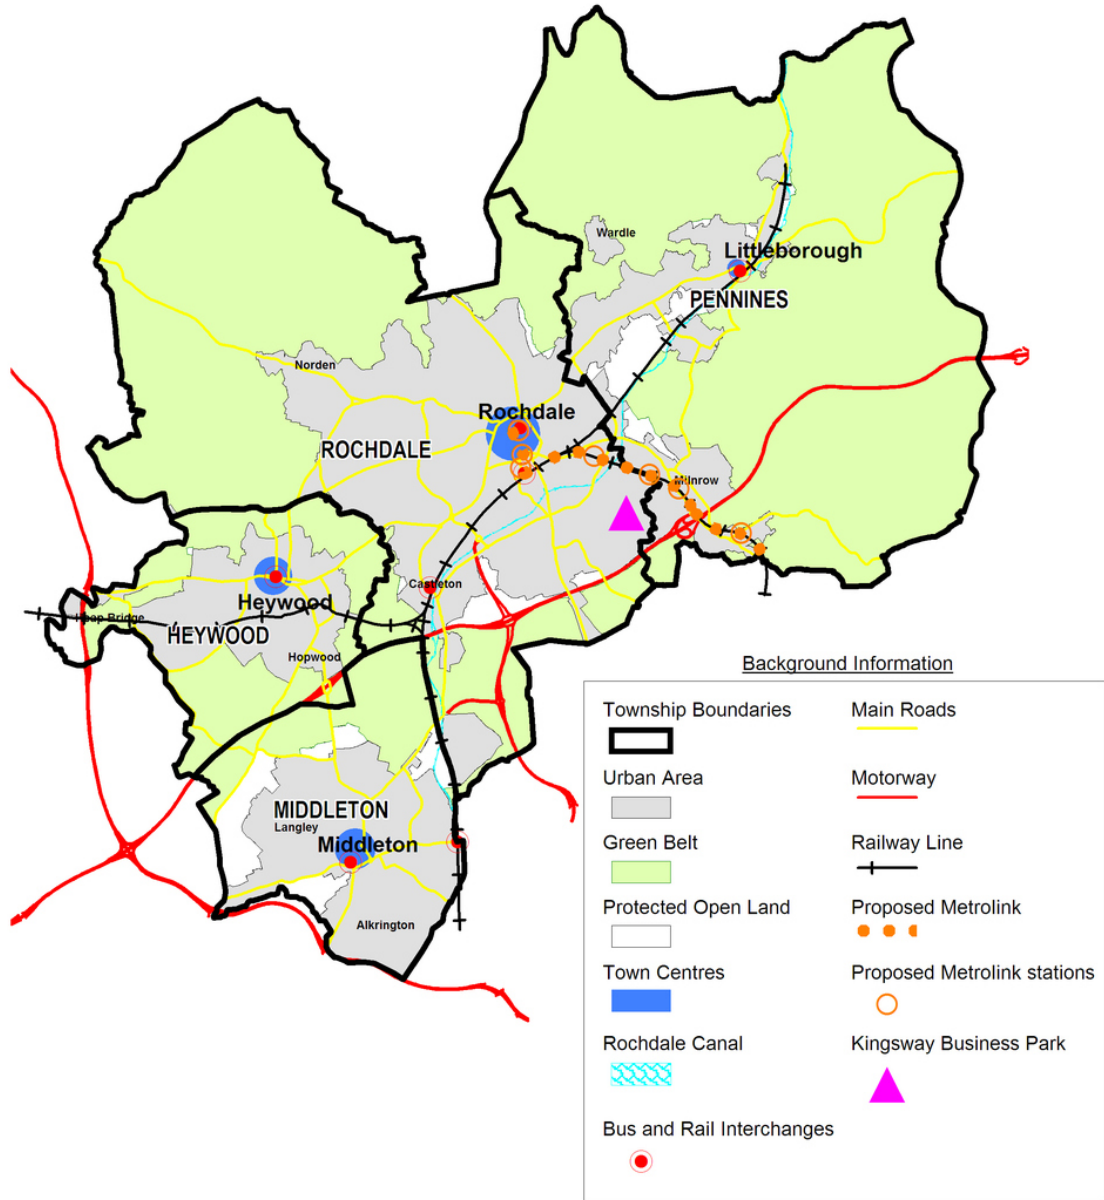 Wardle
Littleborough
PENNINES
Norden
Rochdale
ROCHDALE
Milnrow
Castleton
Heywood
Heap Bridge
HEYWOOD
Hopwood
MIDDLETON
Langley
Middleton
Alkrington
Background Information
Township Boundaries
Main Roads
Urban Area
Motorway
Green Belt
Railway Line
Protected Open Land
Proposed Metrolink
Town Centres
Proposed Metrolink stations
Rochdale Canal
Kingsway Business Park
Bus and Rail Interchanges